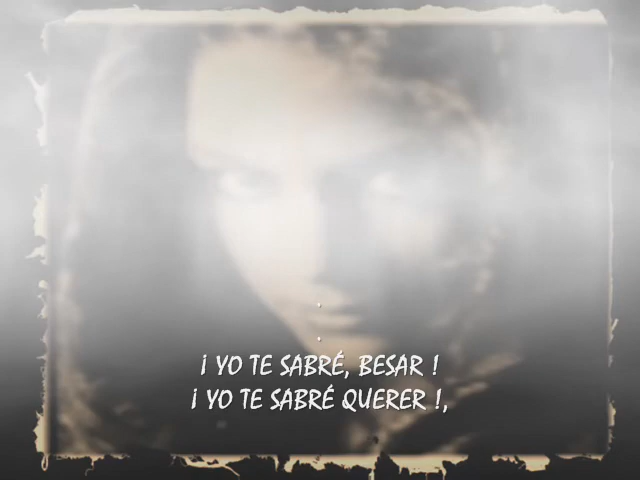 .
.
¡ YO TE SABRÉ, BESAR !
¡ YO TE SABRÉ QUERER !,